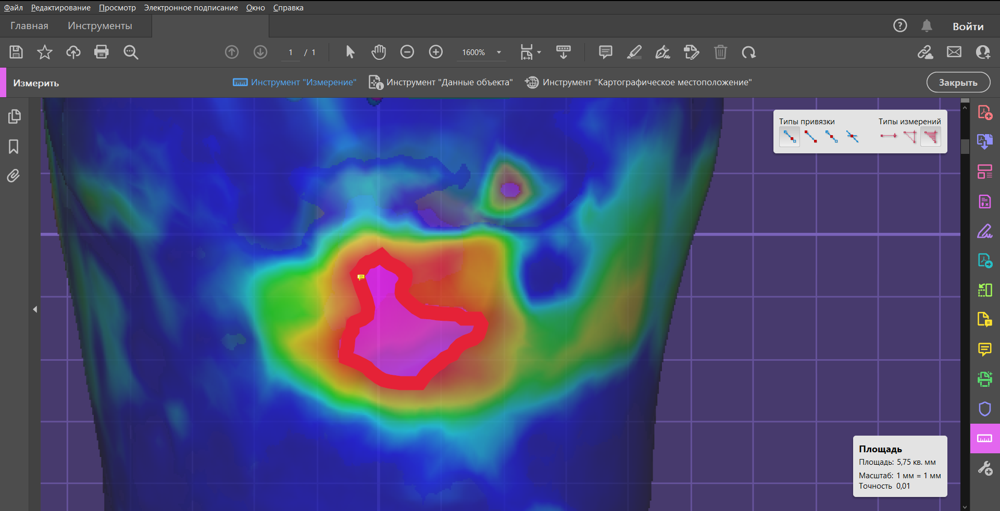 Файл Редактирование Просмотр Электронное подписание Окно Справка
Главная Инструменты
Войти
1 / 1
1600%
Измерить
Инструмент "Измерение" Инструмент "Данные объекта" Инструмент "Картографическое местоположение"
Закрыть
Типы привязки Типы измерений
Площадь
Площадь: 5,75 кв. мм
Масштаб: 1 мм = 1 мм
Точность 0,01